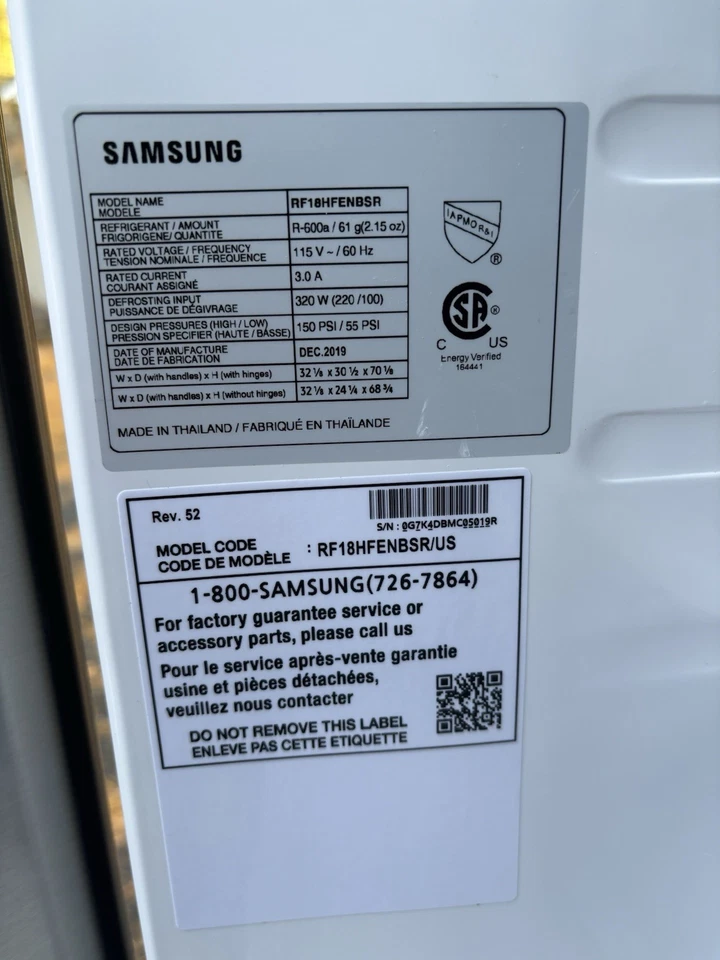 SAMSUNG
MODEL NAME
MODÈLE
RF18HFENBSR
REFRIGERANT / AMOUNT
FRIGORIGENE/ QUANTITE
R-600a / 61 g(2.15 oz)
RATED VOLTAGE / FREQUENCY
TENSION NOMINALE / FREQUENCE
115 V ~ / 60 Hz
RATED CURRENT
COURANT ASSIGNÉ
3.0 A
DEFROSTING INPUT
PUISSANCE DE DÉGIVRAGE
320 W (220 /100)
DESIGN PRESSURES (HIGH / LOW)
PRESSION SPECIFIER (HAUTE / BÂSSE)
150 PSI / 55 PSI
DATE OF MANUFACTURE
DATE DE FABRICATION
DEC.2019
W x D (with handles) x H (with hinges)
32 ⅛ x 30 ½ x 70 ⅛
W x D (with handles) x H (without hinges)
32 ⅛ x 24 ¼ x 68 ¾
MADE IN THAILAND / FABRIQUÉ EN THAÏLANDE
IAPMO R&T
®
SA ®
C US
Energy Verified
164441
Rev. 52
S/N : 0G7K4DBMC05019R
MODEL CODE
CODE DE MODÈLE
: RF18HFENBSR/US
1-800-SAMSUNG(726-7864)
For factory guarantee service or
accessory parts, please call us
Pour le service après-vente garantie
usine et pièces détachées,
veuillez nous contacter
DO NOT REMOVE THIS LABEL
ENLEVE PAS CETTE ETIQUETTE